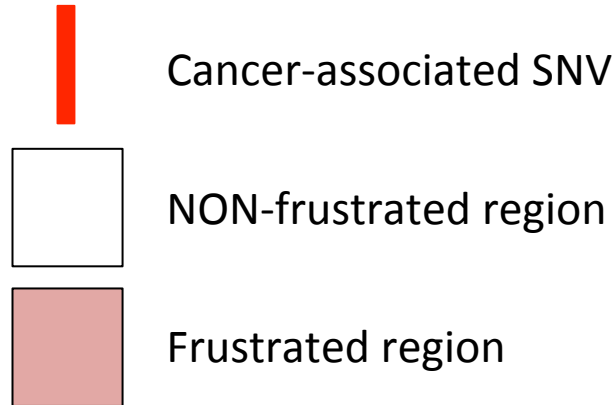 Cancer-associated SNV
NON-frustrated region
Frustrated region